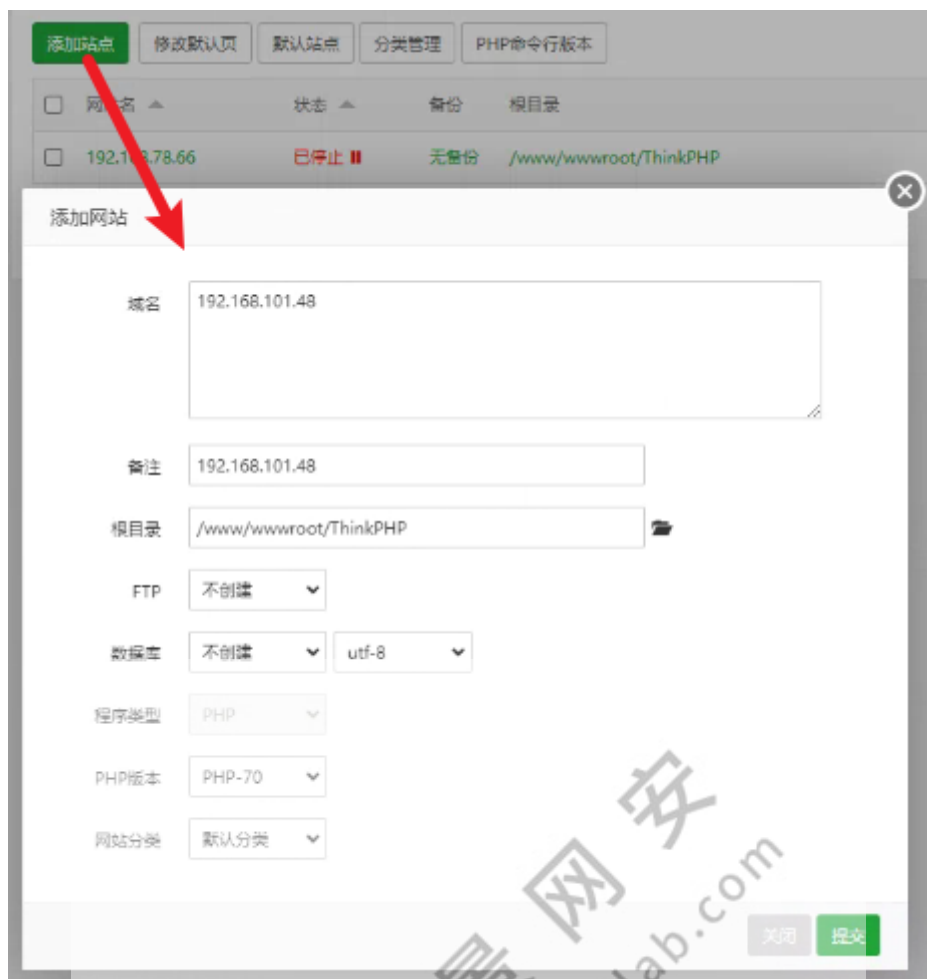 添加站点 修改默认页 默认站点 分类管理 PHP命令行版本
状态 备份 根目录
已停止 无备份 /www/wwwroot/ThinkPHP
添加网站
域名 192.168.101.48
备注 192.168.101.48
根目录 /www/wwwroot/ThinkPHP
FTP 不创建
数据库 不创建 utf-8
程序类型 PHP
PHP版本 PHP-70
网站分类 默认分类
网安
关闭 提交